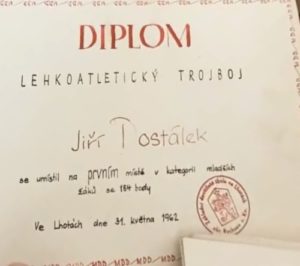 DIPLOM
LEHKOATLETICKÝ TROJBOJ
Jiří Dostálek
se umístil na prvním místě v kategorii mladších
žáků se 184 body
Ve Lhotách dne 31. května 1962
MDD